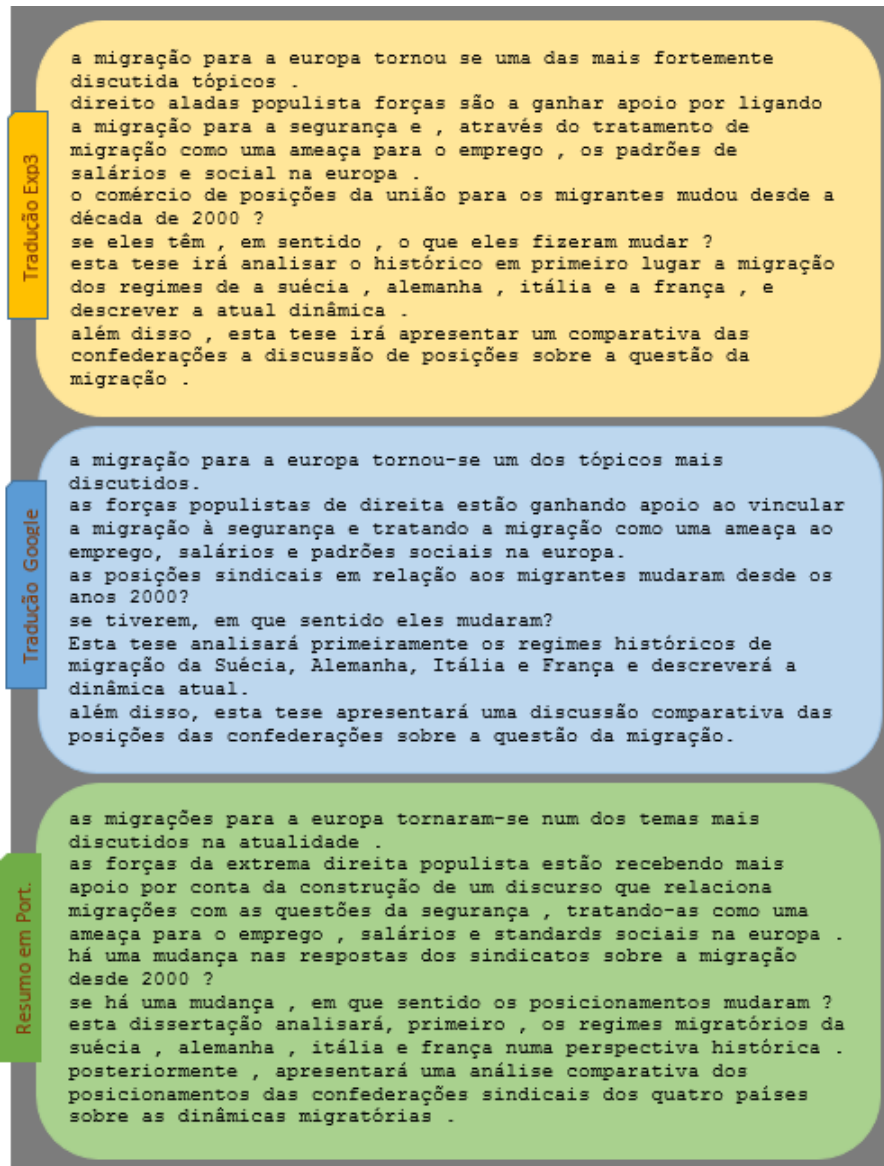 Tradução Exp3
a migração para a europa tornou se uma das mais fortemente
discutida tópicos .
direito aladas populista forças são a ganhar apoio por ligando
a migração para a segurança e , através do tratamento de
migração como uma ameaça para o emprego , os padrões de
salários e social na europa .
o comércio de posições da união para os migrantes mudou desde a
década de 2000 ?
se eles têm , em sentido , o que eles fizeram mudar ?
esta tese irá analisar o histórico em primeiro lugar a migração
dos regimes de a suécia , alemanha , itália e a frança , e
descrever a atual dinâmica .
além disso , esta tese irá apresentar um comparativa das
confederações a discussão de posições sobre a questão da
migração .
Tradução Google
a migração para a europa tornou-se um dos tópicos mais
discutidos.
as forças populistas de direita estão ganhando apoio ao vincular
a migração à segurança e tratando a migração como uma ameaça ao
emprego, salários e padrões sociais na europa.
as posições sindicais em relação aos migrantes mudaram desde os
anos 2000?
se tiverem, em que sentido eles mudaram?
Esta tese analisará primeiramente os regimes históricos de
migração da Suécia, Alemanha, Itália e França e descreverá a
dinâmica atual.
além disso, esta tese apresentará uma discussão comparativa das
posições das confederações sobre a questão da migração.
Resumo em Port.
as migrações para a europa tornaram-se num dos temas mais
discutidos na atualidade .
as forças da extrema direita populista estão recebendo mais
apoio por conta da construção de um discurso que relaciona
migrações com as questões da segurança , tratando-as como uma
ameaça para o emprego , salários e standards sociais na europa .
há uma mudança nas respostas dos sindicatos sobre a migração
desde 2000 ?
se há uma mudança , em que sentido os posicionamentos mudaram ?
esta dissertação analisará, primeiro , os regimes migratórios da
suécia , alemanha , itália e frança numa perspectiva histórica .
posteriormente , apresentará uma análise comparativa dos
posicionamentos das confederações sindicais dos quatro países
sobre as dinâmicas migratórias .